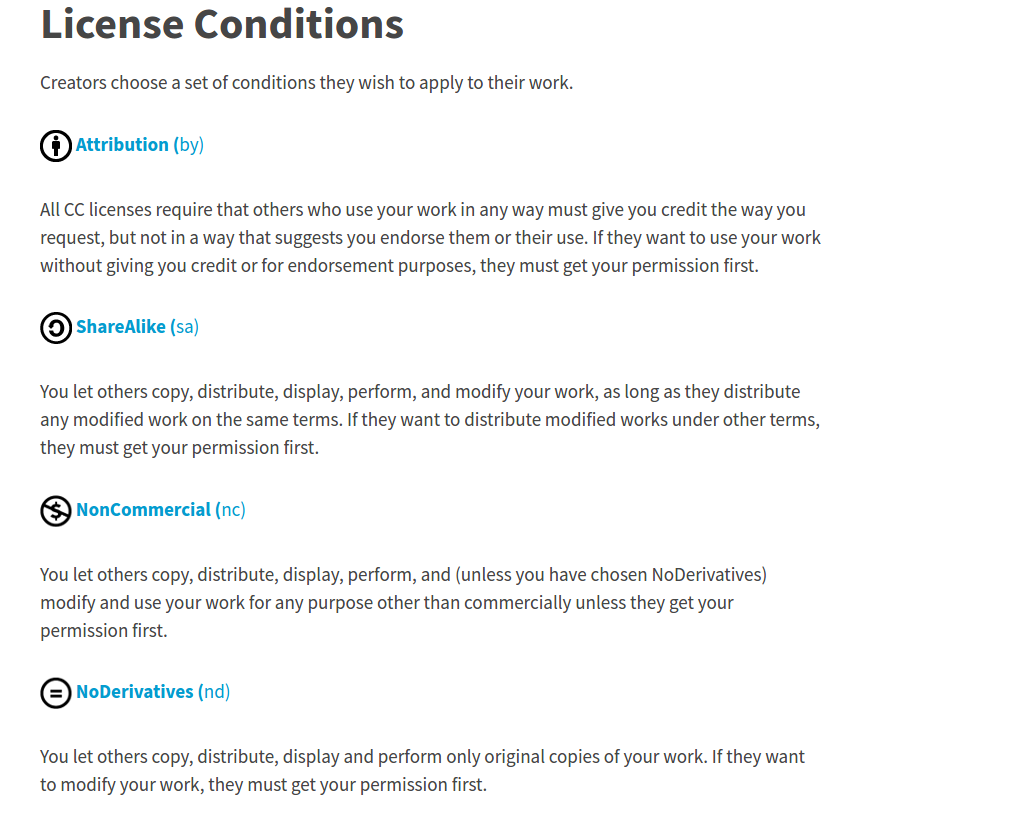 License Conditions
Creators choose a set of conditions they wish to apply to their work.
Attribution (by)
All CC licenses require that others who use your work in any way must give you credit the way you
request, but not in a way that suggests you endorse them or their use. If they want to use your work
without giving you credit or for endorsement purposes, they must get your permission first.
ShareAlike (sa)
You let others copy, distribute, display, perform, and modify your work, as long as they distribute
any modified work on the same terms. If they want to distribute modified works under other terms,
they must get your permission first.
NonCommercial (nc)
You let others copy, distribute, display, perform, and (unless you have chosen NoDerivatives)
modify and use your work for any purpose other than commercially unless they get your
permission first.
NoDerivatives (nd)
You let others copy, distribute, display and perform only original copies of your work. If they want
to modify your work, they must get your permission first.